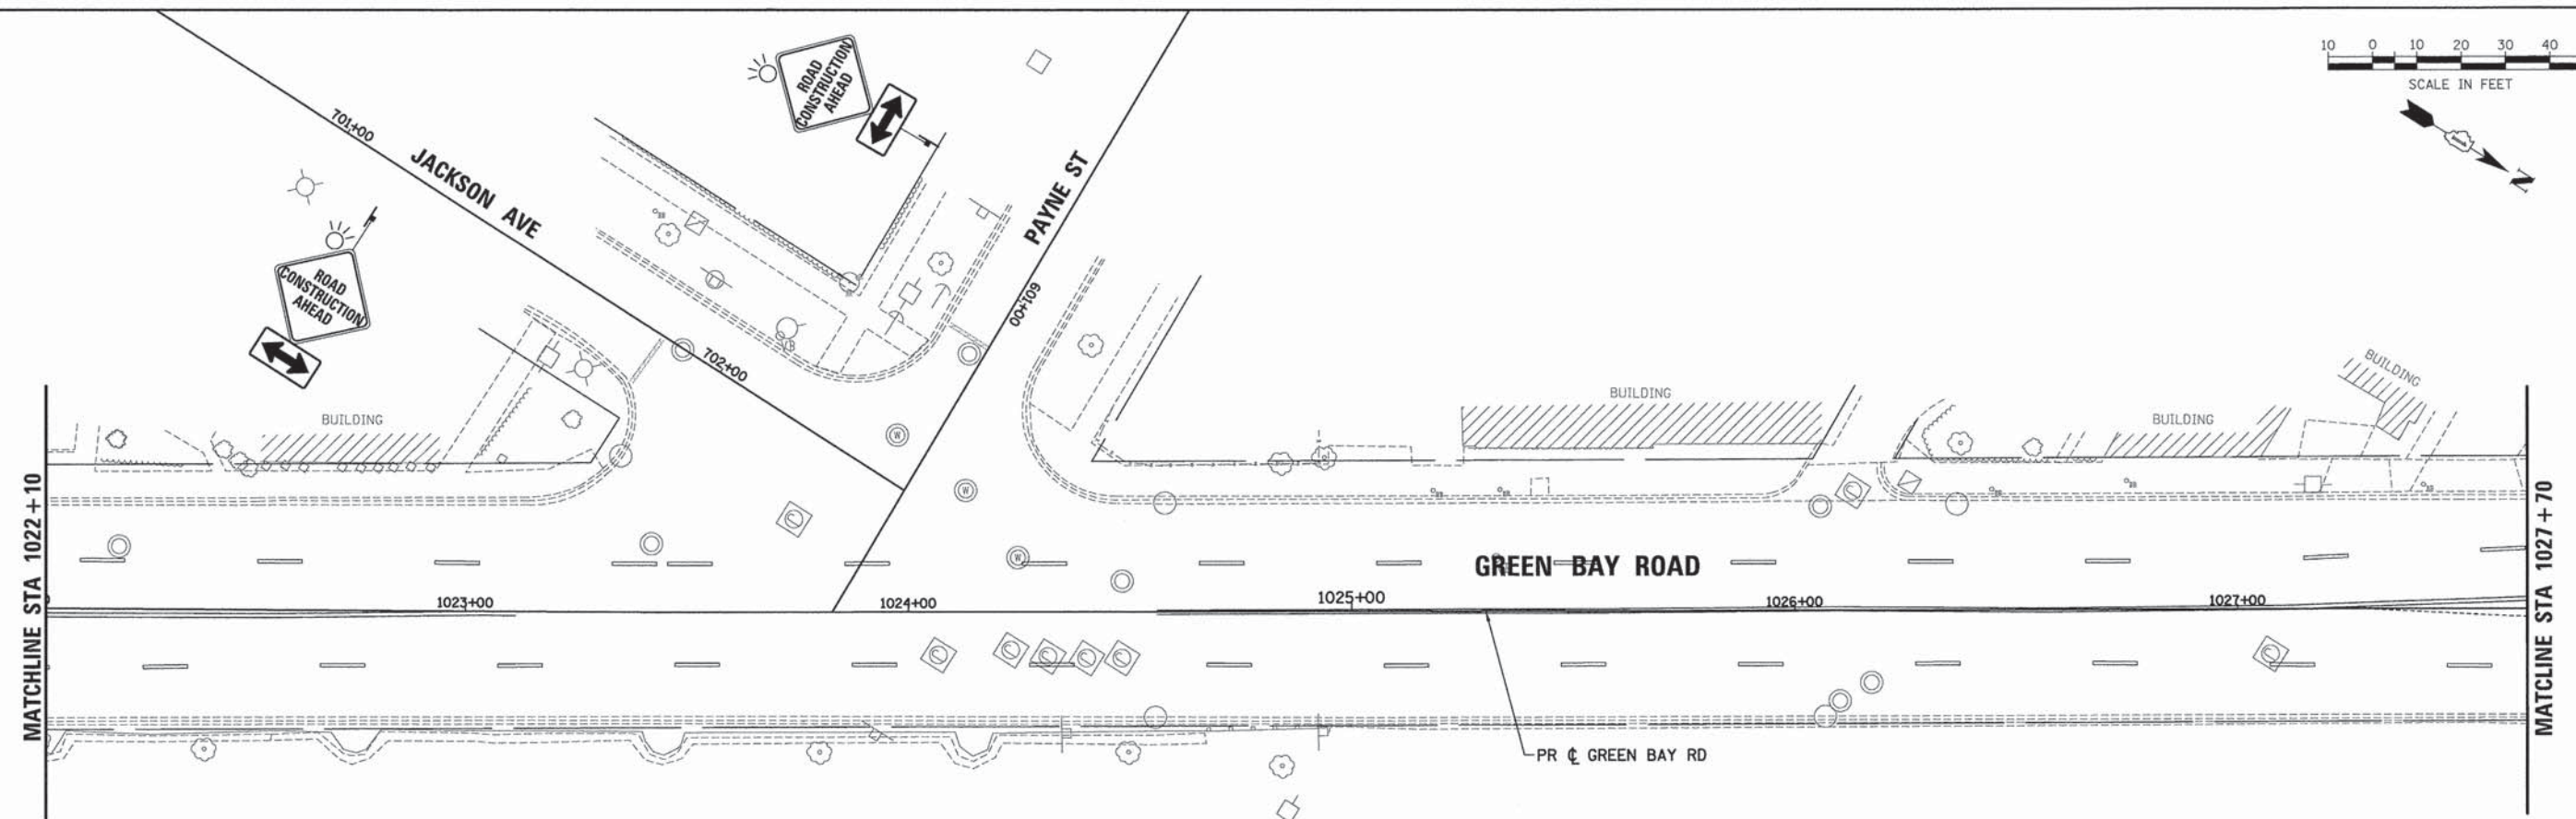 10 0 10 20 30 40
SCALE IN FEET
N
ROAD
CONSTRUCTION
AHEAD
701+00
JACKSON AVE
PAYNE ST
ROAD
CONSTRUCTION
AHEAD
601+00
702+00
BUILDING
BUILDING
BUILDING
BUILDING
W
W
W
MATCHLINE STA 1022+10
GREEN BAY ROAD
1023+00
1024+00
1025+00
1026+00
1027+00
MATCLINE STA 1027+70
PR ℄ GREEN BAY RD